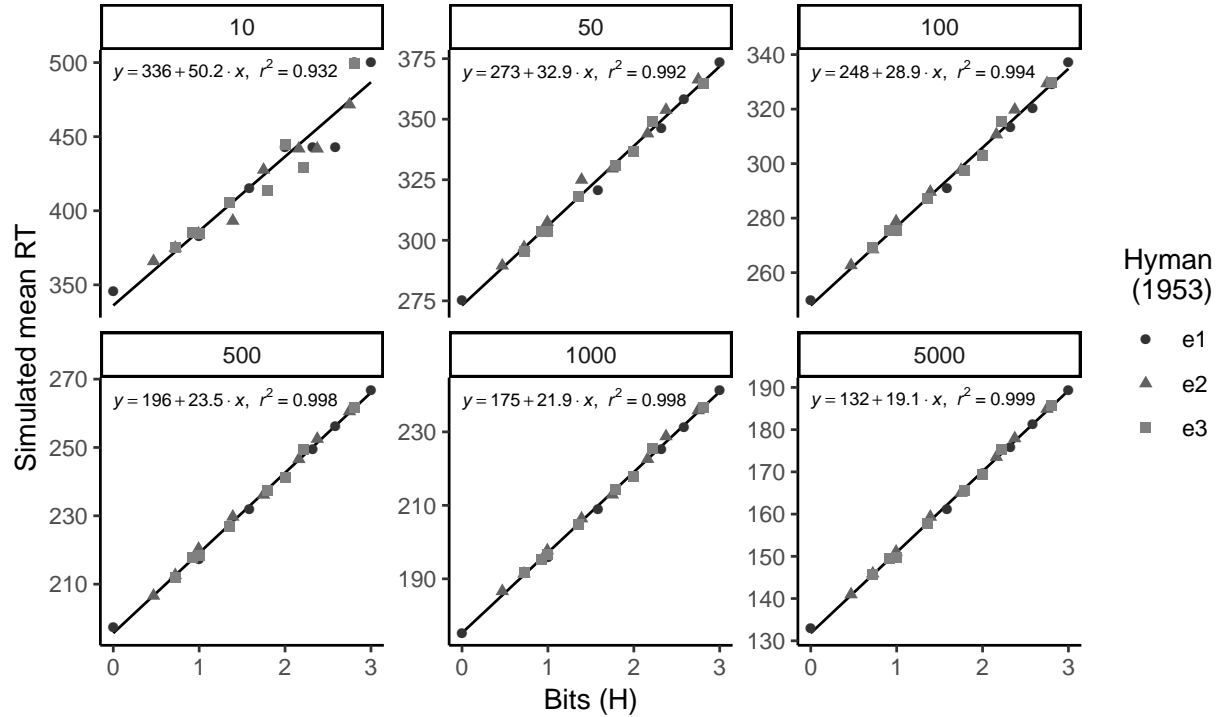 10
50
100
y = 336 + 50.2 · x, r² = 0.932
y = 273 + 32.9 · x, r² = 0.992
y = 248 + 28.9 · x, r² = 0.994
500
450
400
350
375
350
325
300
275
340
320
300
280
260
500
1000
5000
y = 196 + 23.5 · x, r² = 0.998
y = 175 + 21.9 · x, r² = 0.998
y = 132 + 19.1 · x, r² = 0.999
270
250
230
210
230
210
190
190
180
170
160
150
140
130
0 1 2 3
0 1 2 3
0 1 2 3
Simulated mean RT
Bits (H)
Hyman
(1953)
e1
e2
e3